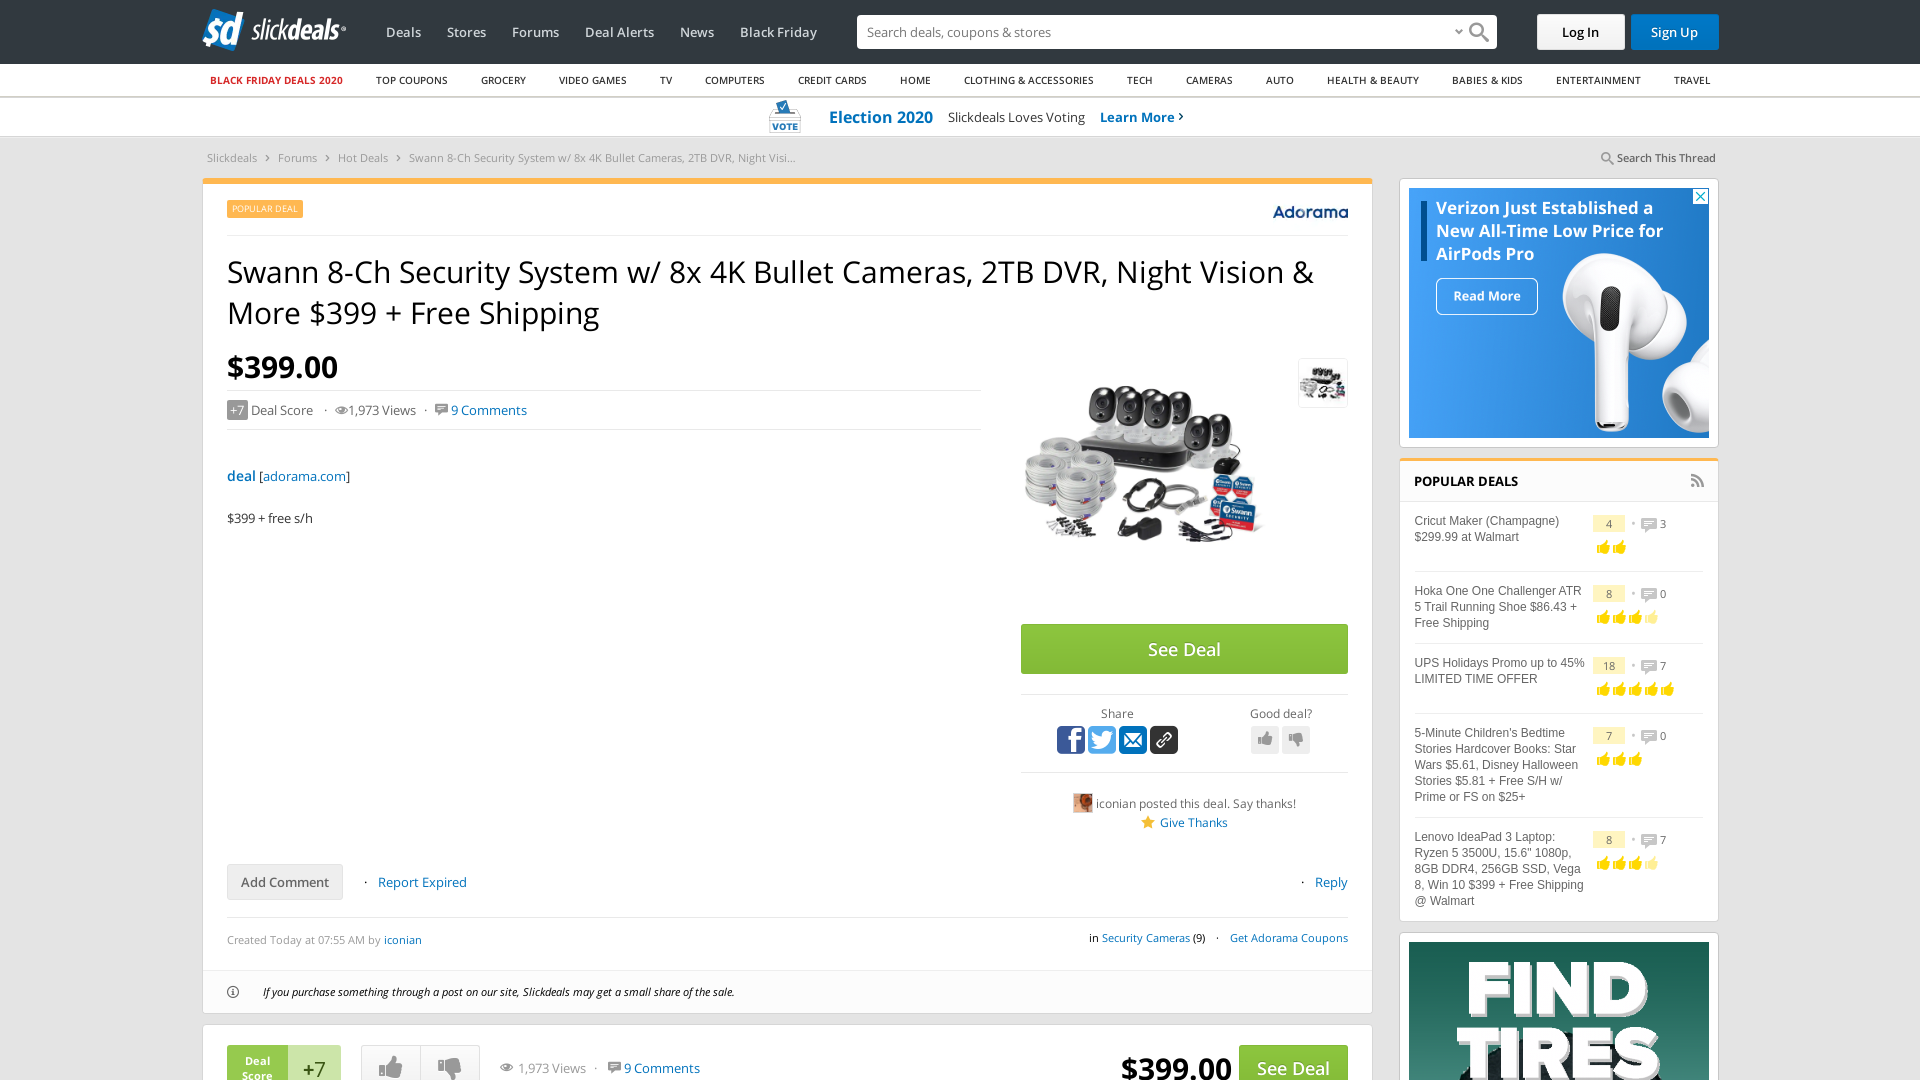 sd slickdeals
Deals
Stores
Forums
Deal Alerts
News
Black Friday
Search deals, coupons & stores
Log In
Sign Up
BLACK FRIDAY DEALS 2020
TOP COUPONS
GROCERY
VIDEO GAMES
TV
COMPUTERS
CREDIT CARDS
HOME
CLOTHING & ACCESSORIES
TECH
CAMERAS
AUTO
HEALTH & BEAUTY
BABIES & KIDS
ENTERTAINMENT
TRAVEL
VOTE
Election 2020
Slickdeals Loves Voting
Learn More
Slickdeals › Forums › Hot Deals › Swann 8-Ch Security System w/ 8x 4K Bullet Cameras, 2TB DVR, Night Visi...
Search This Thread
POPULAR DEAL
Adorama
Swann 8-Ch Security System w/ 8x 4K Bullet Cameras, 2TB DVR, Night Vision &
More $399 + Free Shipping
$399.00
+7 Deal Score · 1,973 Views · 9 Comments
deal [adorama.com]
$399 + free s/h
See Deal
Share
Good deal?
iconian posted this deal. Say thanks!
Give Thanks
Add Comment
· Report Expired
· Reply
Created Today at 07:55 AM by iconian
in Security Cameras (9) · Get Adorama Coupons
If you purchase something through a post on our site, Slickdeals may get a small share of the sale.
Deal
Score
+7
1,973 Views · 9 Comments
$399.00
See Deal
Verizon Just Established a
New All-Time Low Price for
AirPods Pro
Read More
POPULAR DEALS
Cricut Maker (Champagne)
$299.99 at Walmart
4 · 3
Hoka One One Challenger ATR
5 Trail Running Shoe $86.43 +
Free Shipping
8 · 0
UPS Holidays Promo up to 45%
LIMITED TIME OFFER
18 · 7
5-Minute Children's Bedtime
Stories Hardcover Books: Star
Wars $5.61, Disney Halloween
Stories $5.81 + Free S/H w/
Prime or FS on $25+
7 · 0
Lenovo IdeaPad 3 Laptop:
Ryzen 5 3500U, 15.6" 1080p,
8GB DDR4, 256GB SSD, Vega
8, Win 10 $399 + Free Shipping
@ Walmart
8 · 7
FIND
TIRES